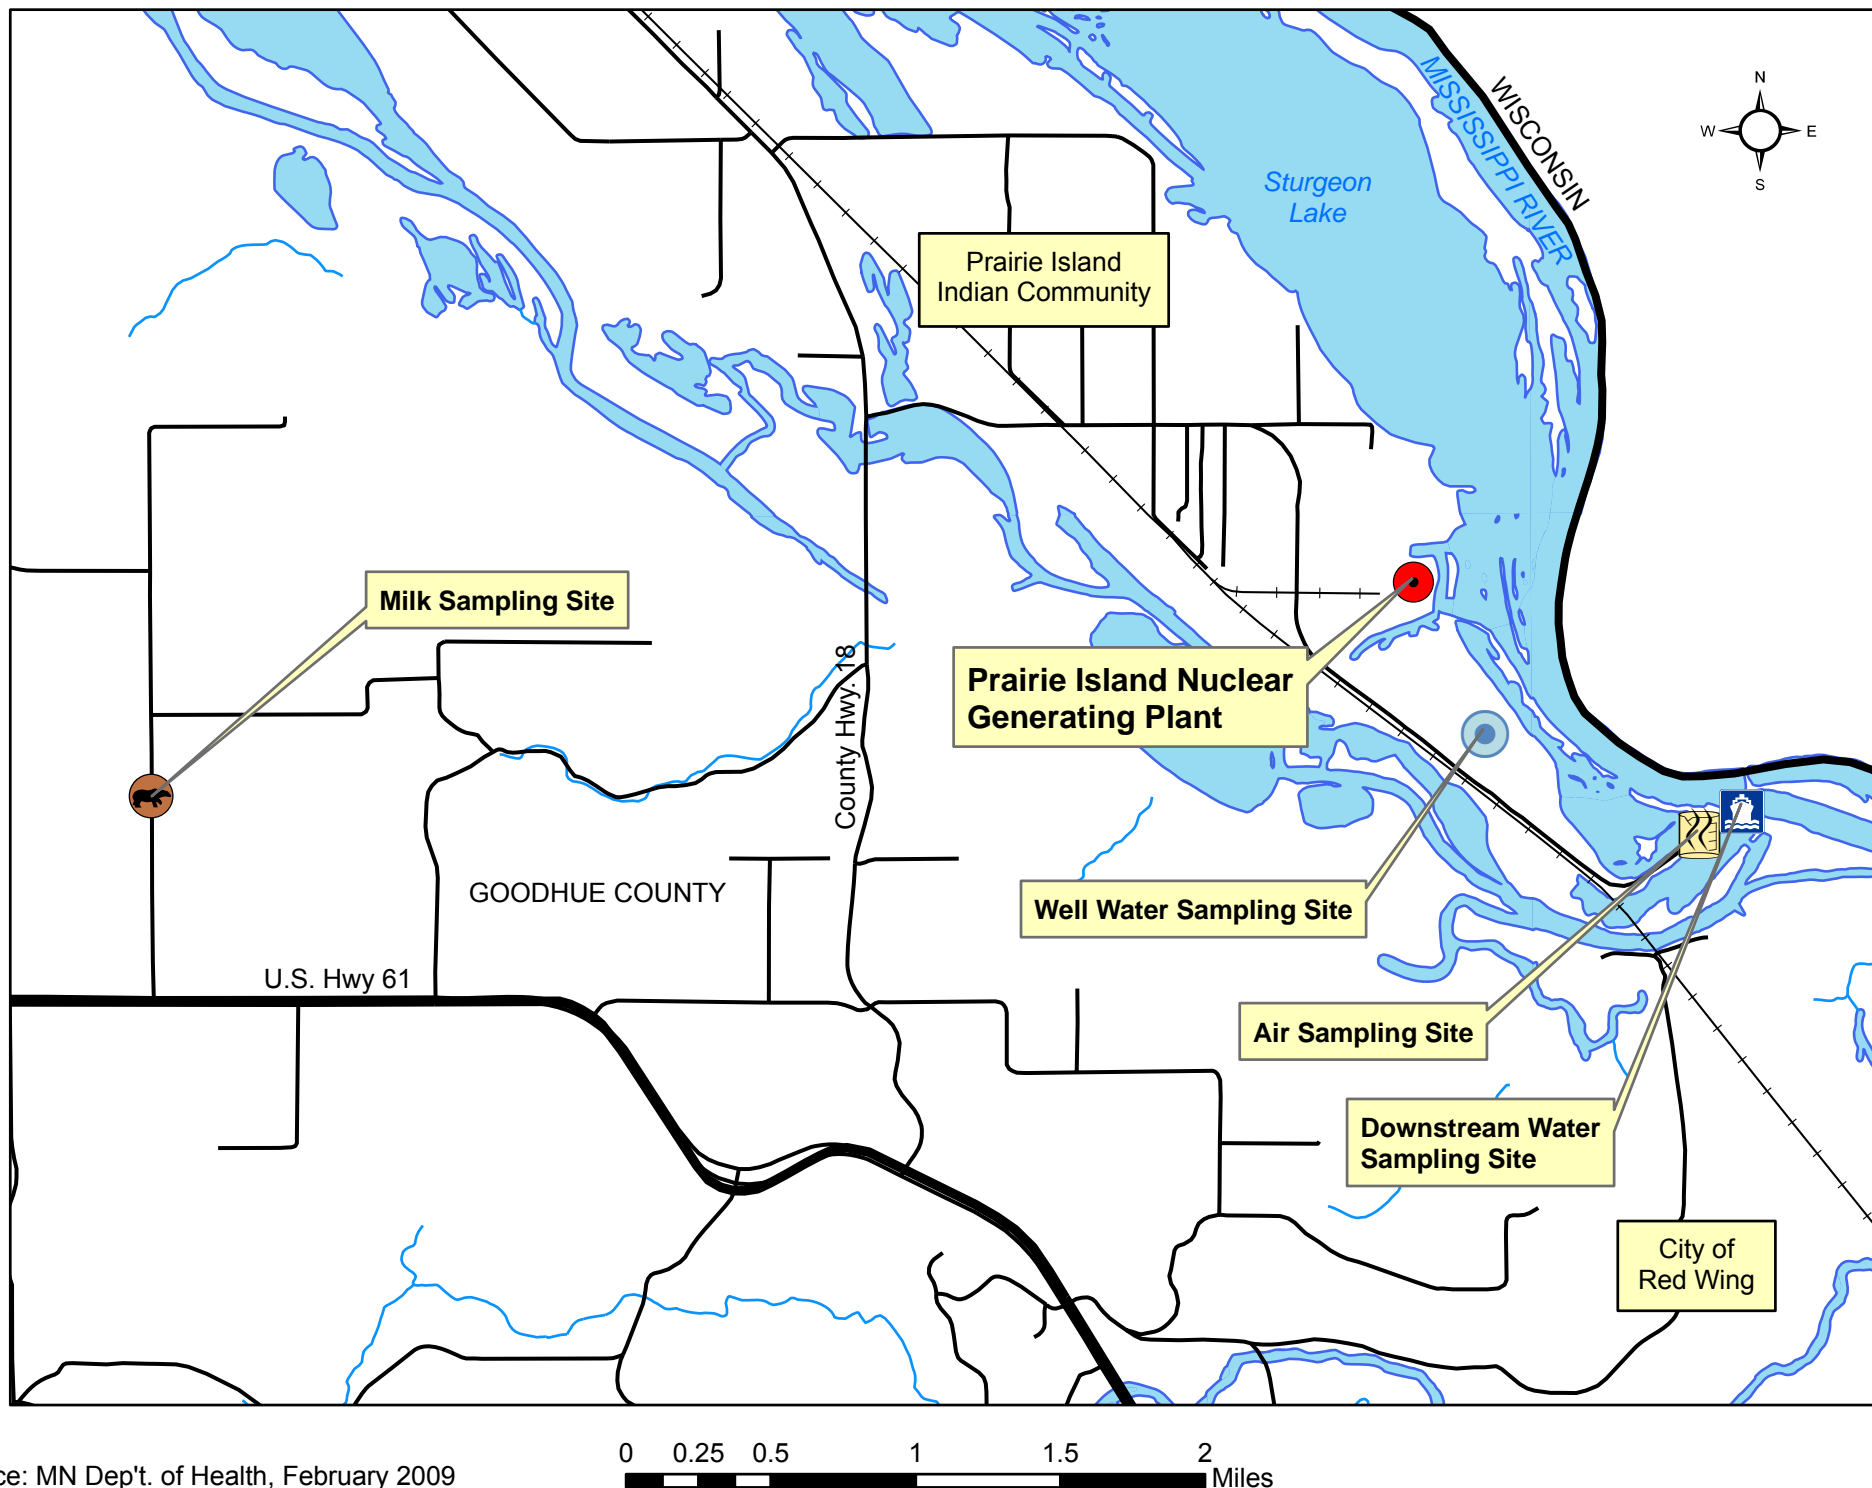 MISSISSIPPI RIVER
WISCONSIN
N
W
E
S
Sturgeon
Lake
Prairie Island
Indian Community
Milk Sampling Site
County Hwy. 18
Prairie Island Nuclear
Generating Plant
GOODHUE COUNTY
Well Water Sampling Site
U.S. Hwy 61
Air Sampling Site
Downstream Water
Sampling Site
City of
Red Wing
0 0.25 0.5 1 1.5 2
Miles
ce: MN Dep't. of Health, February 2009